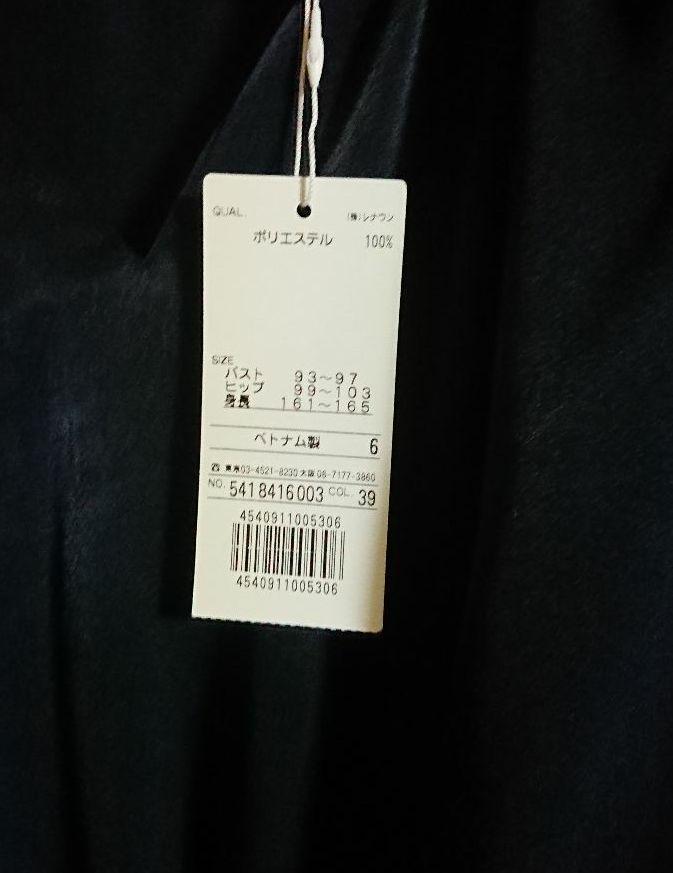 QUAL. (株)レナウン
ポリエステル 100%
SIZE
バスト 93~97
ヒップ 99~103
身長 161~165
ベトナム製 6
☎ 東京03-4521-8230 大阪06-7177-3860
NO. 5418416003 COL. 39
4540911005306
4540911005306